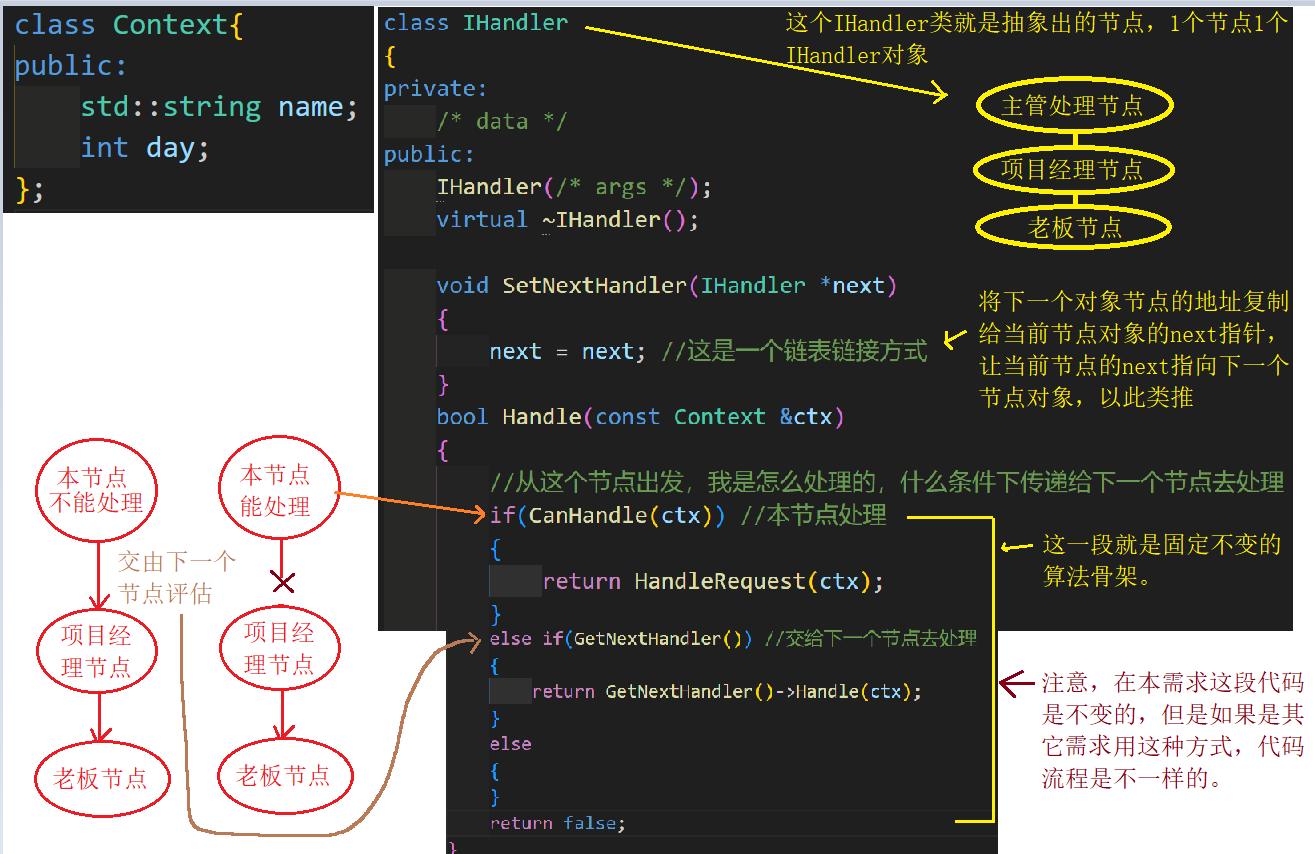 class Context{
public:
std::string name;
int day;
};
class IHandler
{
private:
/* data */
public:
IHandler(/* args */);
virtual ~IHandler();
void SetNextHandler(IHandler *next)
{
next = next; //这是一个链表链接方式
}
bool Handle(const Context &ctx)
{
//从这个节点出发，我是怎么处理的，什么条件下传递给下一个节点去处理
if(CanHandle(ctx)) //本节点处理
{
return HandleRequest(ctx);
}
else if(GetNextHandler()) //交给下一个节点去处理
{
return GetNextHandler()->Handle(ctx);
}
else
{
}
return false;
}
这个IHandler类就是抽象出的节点，1个节点1个
IHandler对象
主管处理节点
项目经理节点
老板节点
将下一个对象节点的地址复制
给当前节点对象的next指针，
让当前节点的next指向下一个
节点对象，以此类推
这一段就是固定不变的
算法骨架。
注意，在本需求这段代码
是不变的，但是如果是其
它需求用这种方式，代码
流程是不一样的。
本节点
不能处理
交由下一个
节点评估
项目经
理节点
老板节点
本节点
能处理
项目经
理节点
老板节点